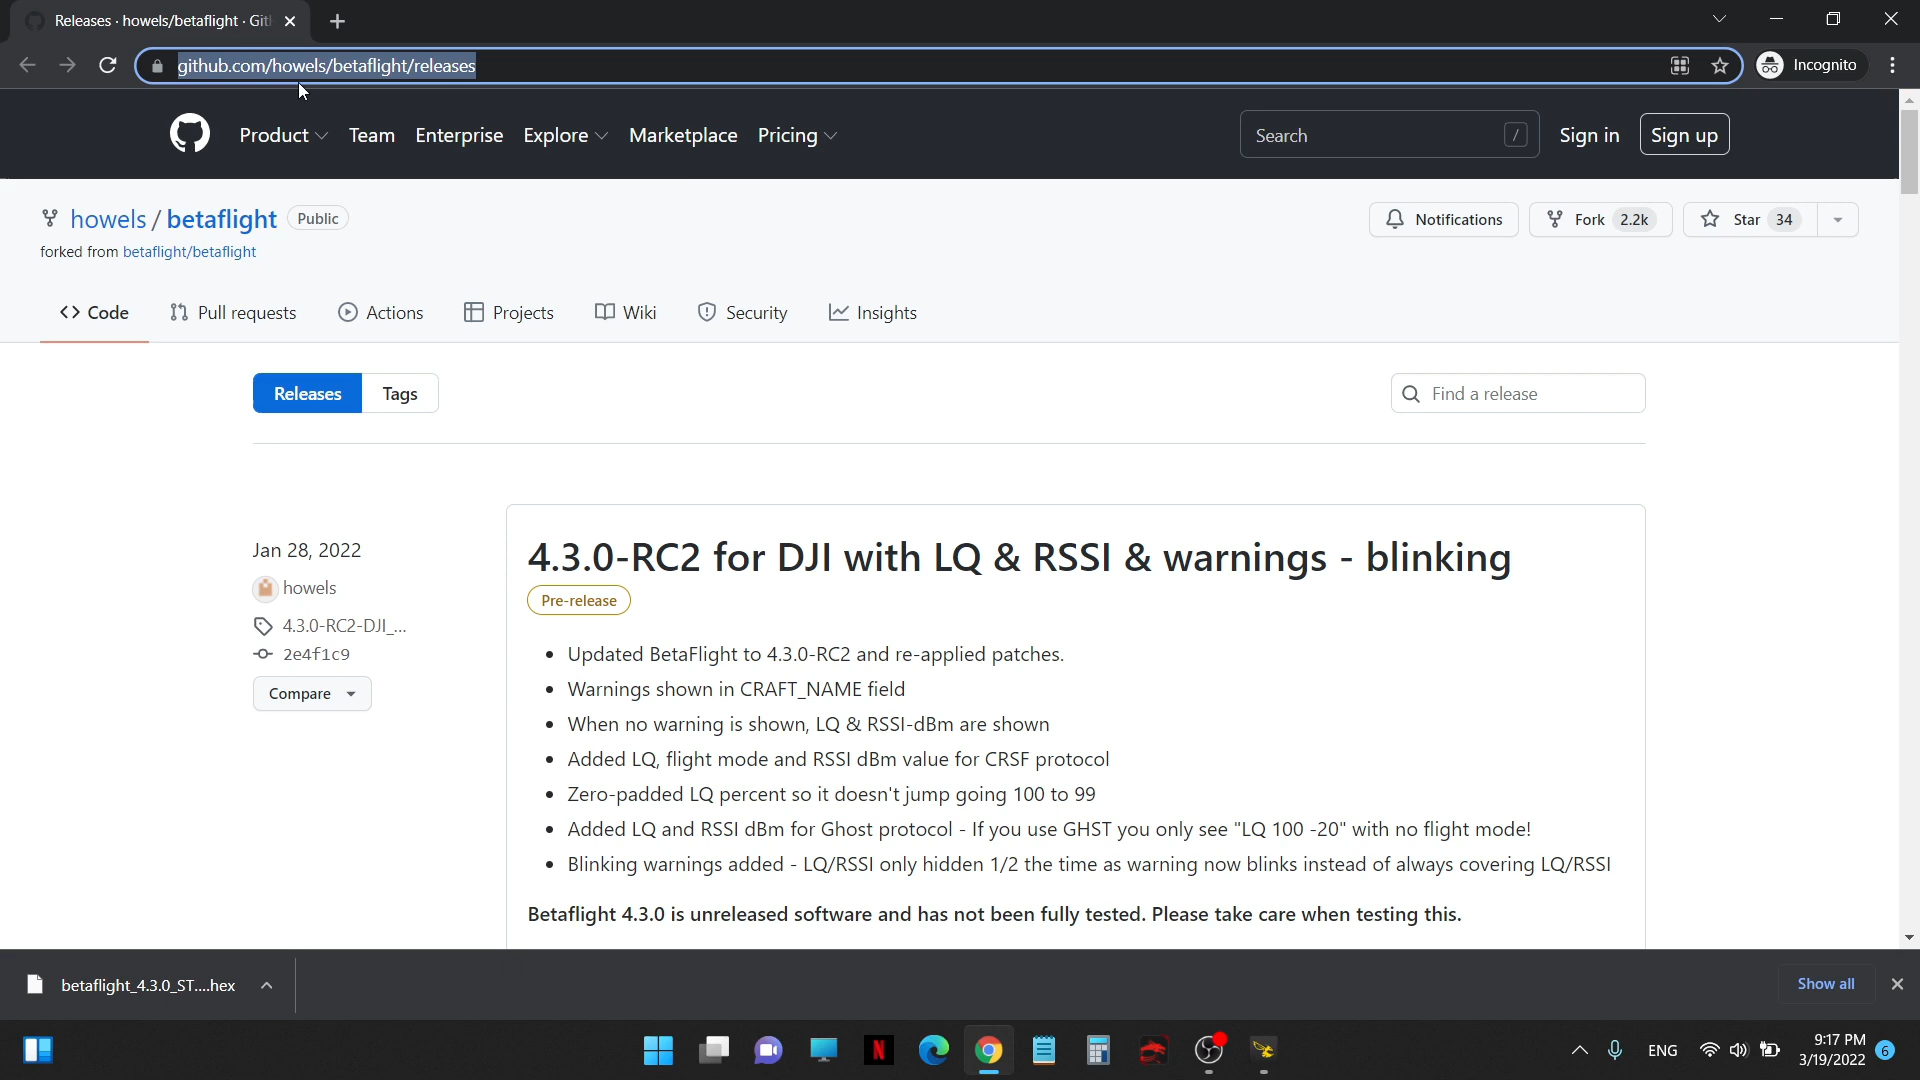 Releases · howels/betaflight · Git
github.com/howels/betaflight/releases
Incognito
Product Team Enterprise Explore Marketplace Pricing
Search /
Sign in
Sign up
howels / betaflight Public
Notifications
Fork 2.2k
Star 34
forked from betaflight/betaflight
Code Pull requests Actions Projects Wiki Security Insights
Releases Tags
Find a release
Jan 28, 2022
howels
4.3.0-RC2-DJI_...
2e4f1c9
Compare
4.3.0-RC2 for DJI with LQ & RSSI & warnings - blinking
Pre-release
• Updated BetaFlight to 4.3.0-RC2 and re-applied patches.
• Warnings shown in CRAFT_NAME field
• When no warning is shown, LQ & RSSI-dBm are shown
• Added LQ, flight mode and RSSI dBm value for CRSF protocol
• Zero-padded LQ percent so it doesn't jump going 100 to 99
• Added LQ and RSSI dBm for Ghost protocol - If you use GHST you only see "LQ 100 -20" with no flight mode!
• Blinking warnings added - LQ/RSSI only hidden 1/2 the time as warning now blinks instead of always covering LQ/RSSI
Betaflight 4.3.0 is unreleased software and has not been fully tested. Please take care when testing this.
betaflight_4.3.0_ST....hex
Show all
N
ENG
9:17 PM
3/19/2022
6